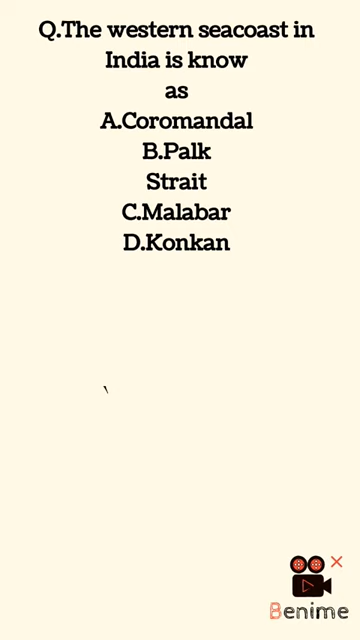 Q.The western seacoast in
India is know
as
A.Coromandal
B.Palk
Strait
C.Malabar
D.Konkan
Benime